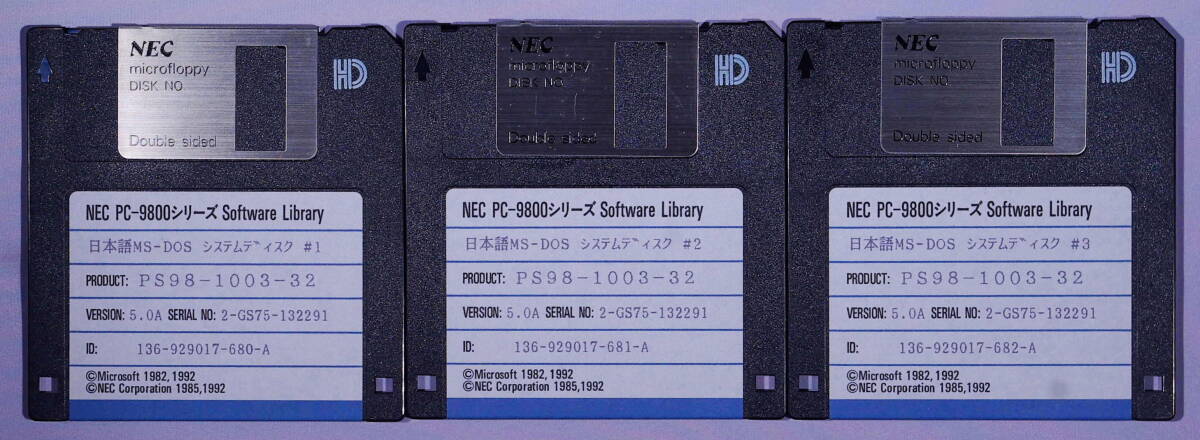 NEC
microfloppy
DISK NO.
Double sided
HD
NEC PC-9800シリーズ Software Library
日本語MS-DOS システムディスク #1
PRODUCT: PS98-1003-32
VERSION: 5.0A SERIAL NO: 2-GS75-132291
ID: 136-929017-680-A
©Microsoft 1982, 1992
©NEC Corporation 1985,1992
NEC
microfloppy
DISK NO.
Double sided
HD
NEC PC-9800シリーズ Software Library
日本語MS-DOS システムディスク #2
PRODUCT: PS98-1003-32
VERSION: 5.0A SERIAL NO: 2-GS75-132291
ID: 136-929017-681-A
©Microsoft 1982, 1992
©NEC Corporation 1985,1992
NEC
microfloppy
DISK NO.
Double sided
HD
NEC PC-9800シリーズ Software Library
日本語MS-DOS システムディスク #3
PRODUCT: PS98-1003-32
VERSION: 5.0A SERIAL NO: 2-GS75-132291
ID: 136-929017-682-A
©Microsoft 1982, 1992
©NEC Corporation 1985,1992